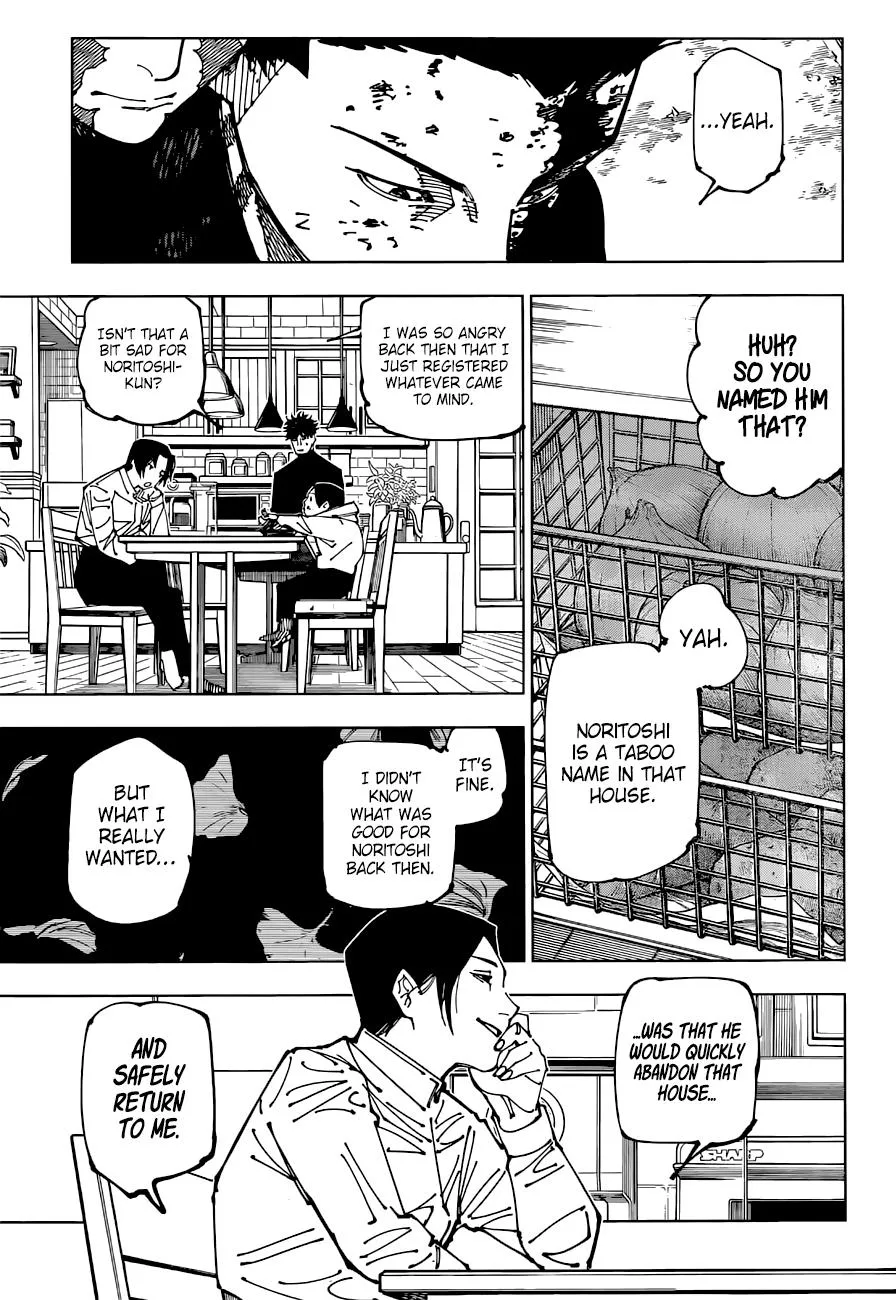 ...YEAH.
HUH?
SO YOU
NAMED HIM
THAT?
YAH.
NORITOSHI
IS A TABOO
NAME IN THAT
HOUSE.
I WAS SO ANGRY
BACK THEN THAT I
JUST REGISTERED
WHATEVER CAME
TO MIND.
ISN'T THAT A
BIT SAD FOR
NORITOSHI-
KUN?
IT'S
FINE.
I DIDN'T
KNOW
WHAT WAS
GOOD FOR
NORITOSHI
BACK THEN.
BUT
WHAT I
REALLY
WANTED...
...WAS THAT HE
WOULD QUICKLY
ABANDON THAT
HOUSE...
SHARP
AND
SAFELY
RETURN
TO ME.